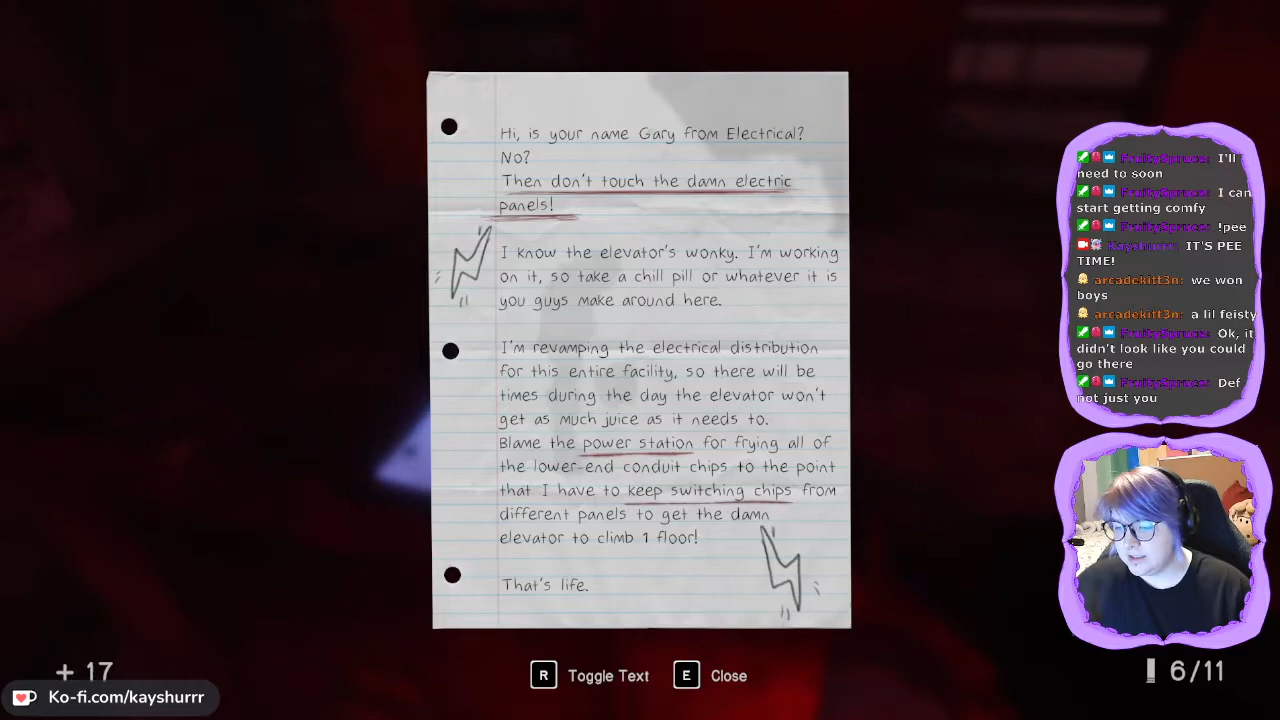 Hi, is your name Gary from Electrical?
No?
Then don't touch the damn electric
panels!
I know the elevator's wonky. I'm working
on it, so take a chill pill or whatever it is
you guys make around here.
I'm revamping the electrical distribution
for this entire facility, so there will be
times during the day the elevator won't
get as much juice as it needs to.
Blame the power station for frying all of
the lower-end conduit chips to the point
that I have to keep switching chips from
different panels to get the damn
elevator to climb 1 floor!
That's life.
FruitySpruce: I'll
need to soon
FruitySpruce: I can
start getting comfy
FruitySpruce: !pee
Kayshurrr: IT'S PEE
TIME!
arcadekitt3n: we won
boys
arcadekitt3n: a lil feisty
FruitySpruce: Ok, it
didn't look like you could
go there
FruitySpruce: Def
not just you
+ 17
R Toggle Text E Close
6/11
Ko-fi.com/kayshurrr